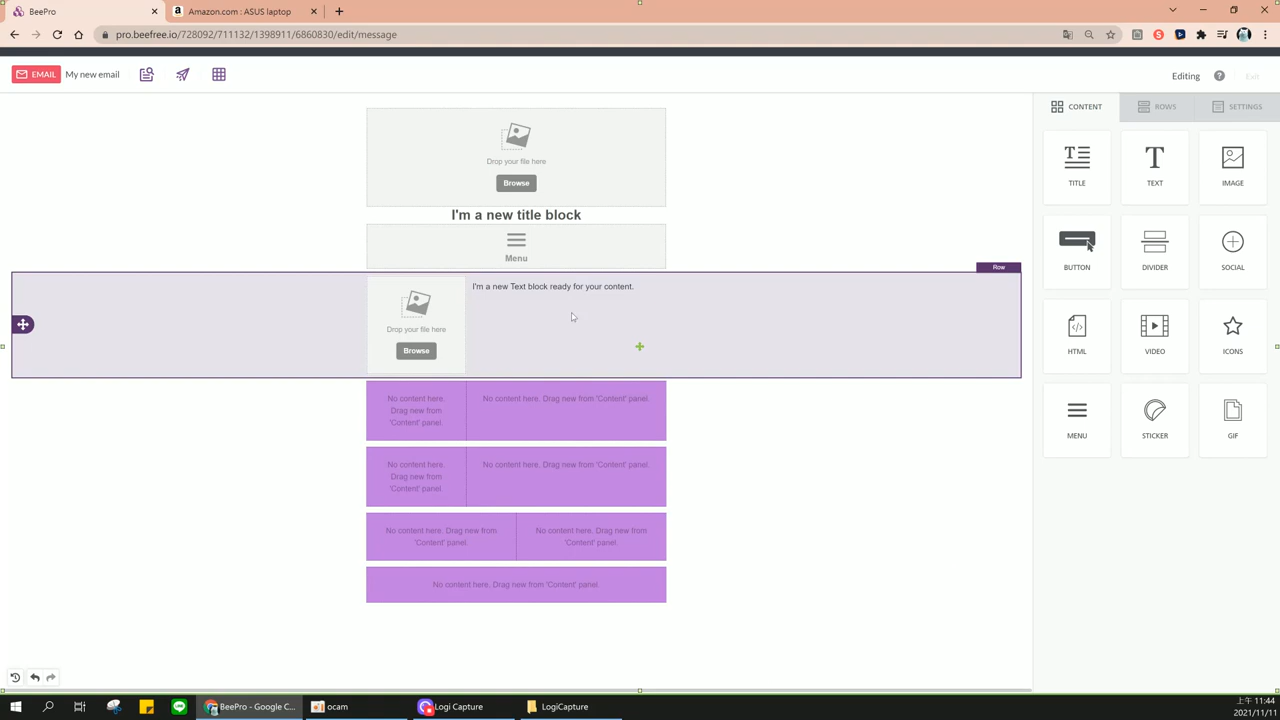 BeePro
Amazon.com : ASUS laptop
pro.beefree.io/728092/711132/1398911/6860830/edit/message
EMAIL
My new email
Editing
Exit
CONTENT
ROWS
SETTINGS
Drop your file here
Browse
I'm a new title block
Menu
Row
Drop your file here
Browse
I'm a new Text block ready for your content.
No content here.
Drag new from
'Content' panel.
No content here. Drag new from 'Content' panel.
No content here.
Drag new from
'Content' panel.
No content here. Drag new from 'Content' panel.
No content here. Drag new from
'Content' panel.
No content here. Drag new from
'Content' panel.
No content here. Drag new from 'Content' panel.
TITLE
TEXT
IMAGE
BUTTON
DIVIDER
SOCIAL
HTML
VIDEO
ICONS
MENU
STICKER
GIF
BeePro - Google C...
ocam
Logi Capture
LogiCapture
上午 11:44
2021/11/11